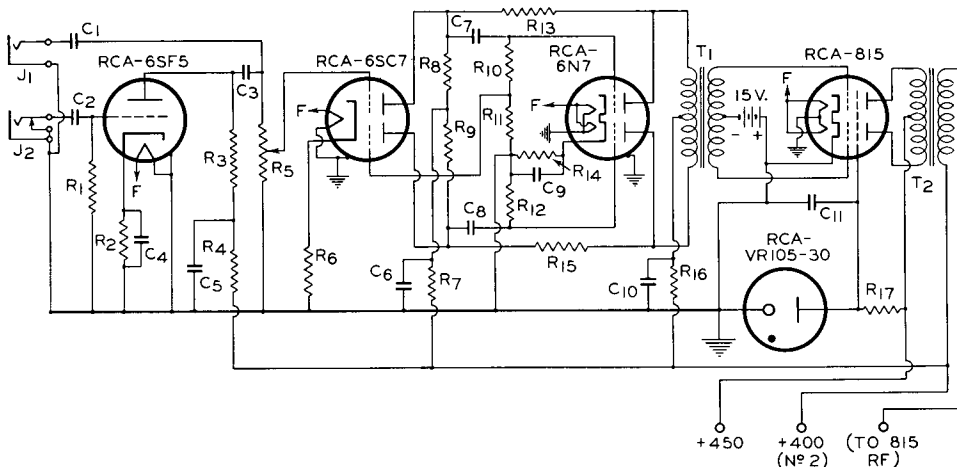 J1
C1
J2
C2
R1
RCA-6SF5
F
R2
C4
C3
R3
R4
C5
R5
RCA-6SC7
F
R6
C6
R7
R8
R9
C7
C8
R10
R11
R12
R13
RCA-
6N7
F
R14
C9
R15
C10
R16
T1
15 V.
- +
RCA-815
F
C11
T2
RCA-
VR105-30
R17
+450
+400
(Nº 2)
(TO 815
RF)